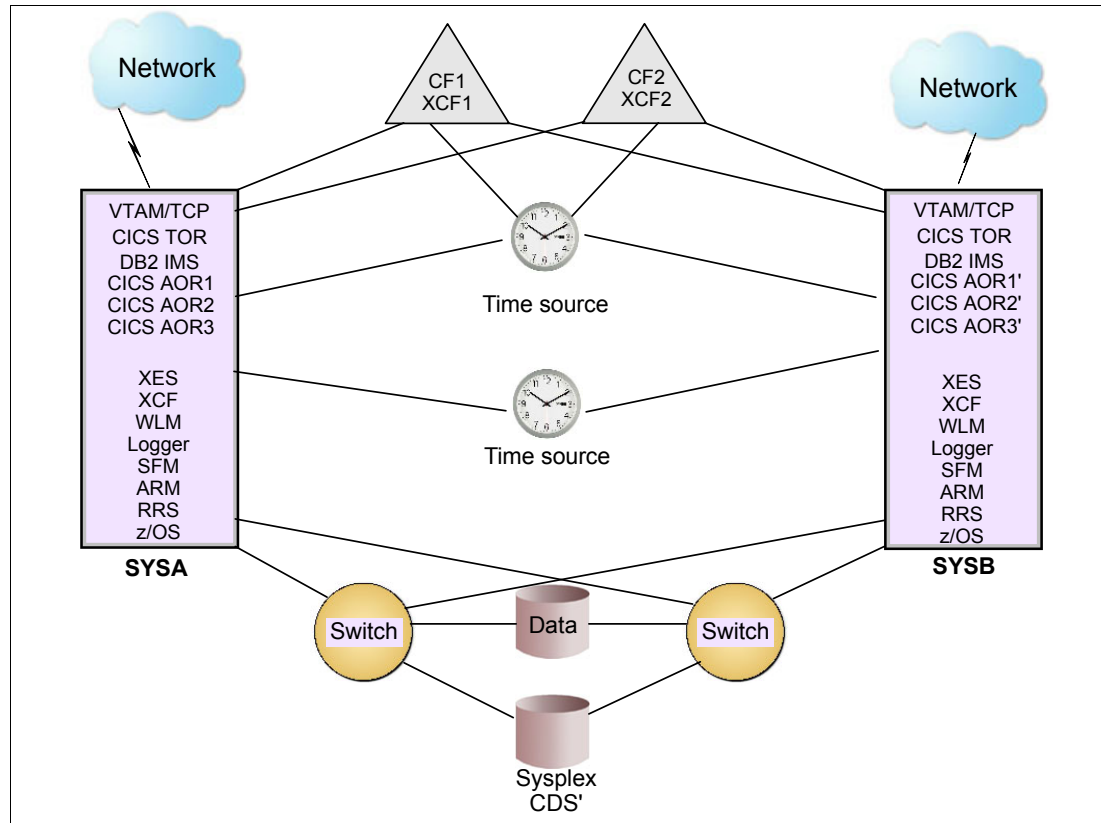 Network
CF1
XCF1
CF2
XCF2
Network
VTAM/TCP
CICS TOR
DB2 IMS
CICS AOR1
CICS AOR2
CICS AOR3
XES
XCF
WLM
Logger
SFM
ARM
RRS
z/OS
SYSA
Time source
Time source
VTAM/TCP
CICS TOR
DB2 IMS
CICS AOR1'
CICS AOR2'
CICS AOR3'
XES
XCF
WLM
Logger
SFM
ARM
RRS
z/OS
SYSB
Switch
Data
Switch
Sysplex
CDS'